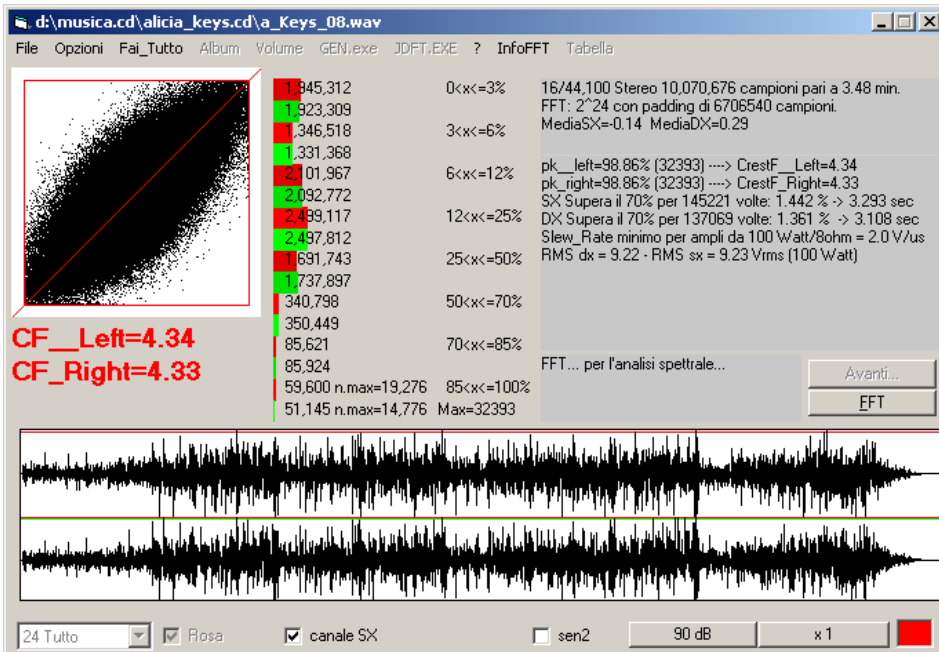 d:\musica.cd\alicia_keys.cd\a_Keys_08.wav
File Opzioni Fai_Tutto Album Volume GEN.exe JDFT.EXE ? InfoFFT Tabella
1,845,312 0<x<=3%
1,923,309
1,346,518 3<x<=6%
1,331,368
2,101,967 6<x<=12%
2,092,772
2,499,117 12<x<=25%
2,497,812
1,691,743 25<x<=50%
1,737,897
340,798 50<x<=70%
350,449
85,621 70<x<=85%
85,924
59,600 n.max=19,276 85<x<=100%
51,145 n.max=14,776 Max=32393
CF__Left=4.34
CF_Right=4.33
16/44,100 Stereo 10,070,676 campioni pari a 3.48 min.
FFT: 2^24 con padding di 6706540 campioni.
MediaSX=-0.14 MediaDX=0.29
pk__left=98.86% (32393) ----> CrestF__Left=4.34
pk_right=98.86% (32393) ----> CrestF_Right=4.33
SX Supera il 70% per 145221 volte: 1.442 % -> 3.293 sec
DX Supera il 70% per 137069 volte: 1.361 % -> 3.108 sec
Slew_Rate minimo per ampli da 100 Watt/8ohm = 2.0 V/us
RMS dx = 9.22 - RMS sx = 9.23 Vrms (100 Watt)
FFT... per l'analisi spettrale...
Avanti...
FFT
24 Tutto Rosa canale SX sen2 90 dB x 1